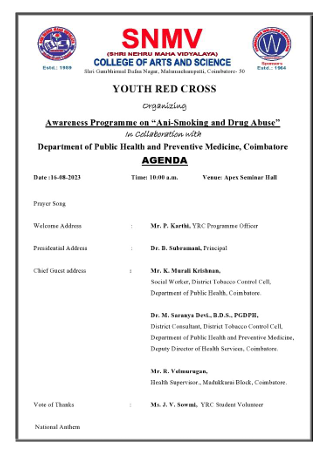 SNMV
(SHRI NEHRU MAHA VIDYALAYA)
COLLEGE OF ARTS AND SCIENCE
Shri Gambhirmal Bafna Nagar, Malumachampatti, Coimbatore- 50
Estd.: 1969
Sponsors
Estd.: 1964
YOUTH RED CROSS
Organizing
Awareness Programme on “Ani-Smoking and Drug Abuse”
In Collaboration with
Department of Public Health and Preventive Medicine, Coimbatore
AGENDA
Date :16-08-2023 Time: 10:00 a.m. Venue: Apex Seminar Hall
Prayer Song
Welcome Address : Mr. P. Karthi, YRC Programme Officer
Presidential Address : Dr. B. Subramani, Principal
Chief Guest address : Mr. K. Murali Krishnan,
Social Worker, District Tobacco Control Cell,
Department of Public Health, Coimbatore.
Dr. M. Saranya Devi., B.D.S., PGDPH,
District Consultant, District Tobacco Control Cell,
Department of Public Health and Preventive Medicine,
Deputy Director of Health Services, Coimbatore.
Mr. R. Velmurugan,
Health Supervisor., Madukkarai Block, Coimbatore.
Vote of Thanks : Ms. J. V. Sowmi, YRC Student Volunteer
National Anthem